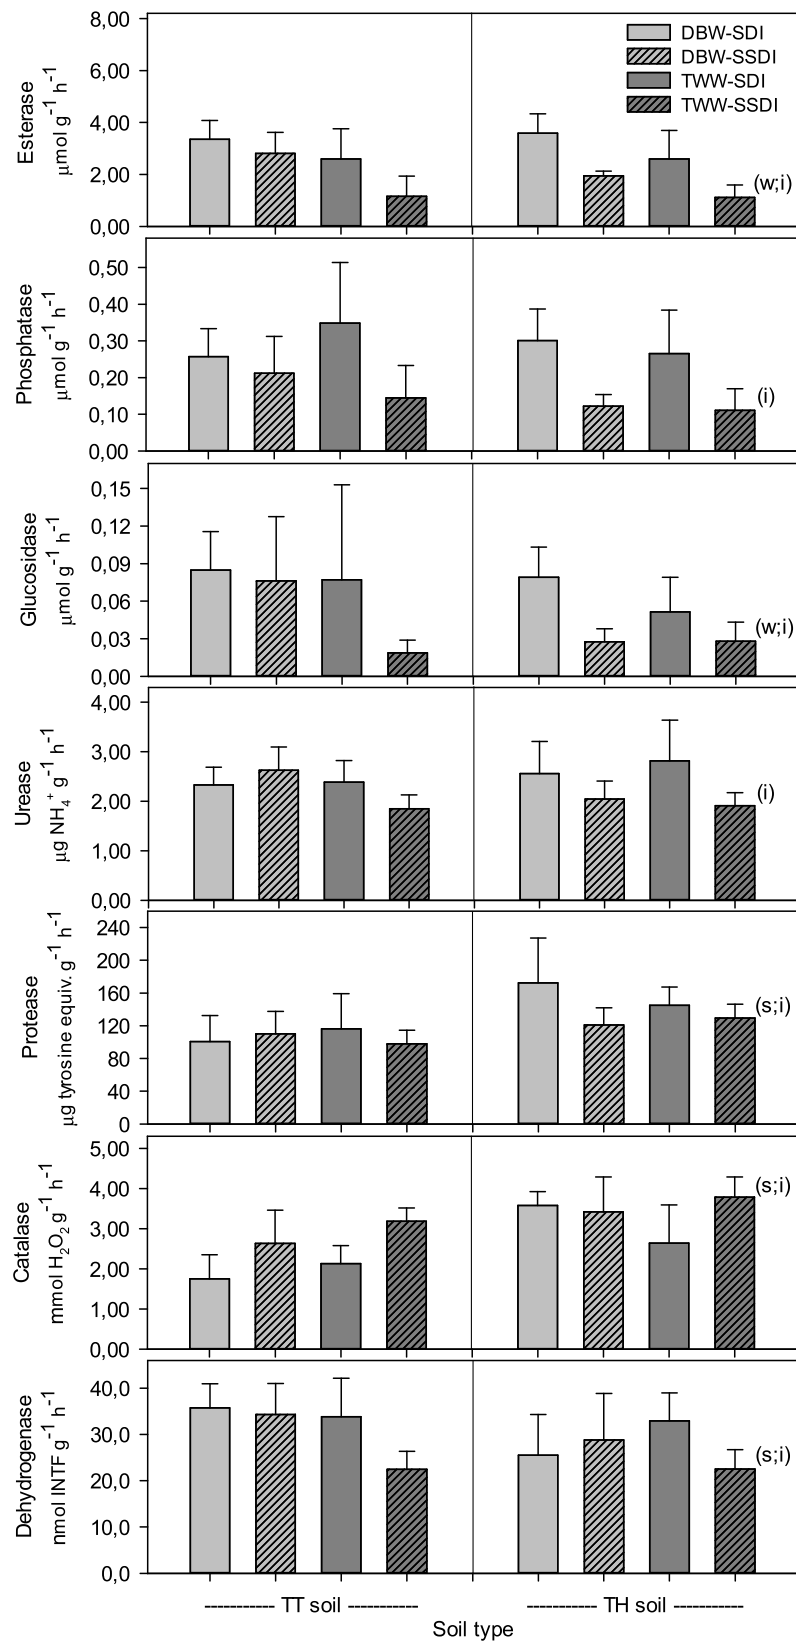 DBW-SDI
DBW-SSDI
TWW-SDI
TWW-SSDI
Esterase
µmol g⁻¹ h⁻¹
8,00
6,00
4,00
2,00
0,00
(w;i)
Phosphatase
µmol g⁻¹ h⁻¹
0,50
0,40
0,30
0,20
0,10
0,00
(i)
Glucosidase
µmol g⁻¹ h⁻¹
0,15
0,12
0,09
0,06
0,03
0,00
(w;i)
Urease
µg NH₄⁺ g⁻¹ h⁻¹
4,00
3,00
2,00
1,00
0,00
(i)
Protease
µg tyrosine equiv. g⁻¹ h⁻¹
240
200
160
120
80
40
0
(s;i)
Catalase
mmol H₂O₂ g⁻¹ h⁻¹
5,00
4,00
3,00
2,00
1,00
0,00
(s;i)
Dehydrogenase
nmol INTF g⁻¹ h⁻¹
40,0
30,0
20,0
10,0
0,0
(s;i)
----------- TT soil ----------- ----------- TH soil -----------
Soil type